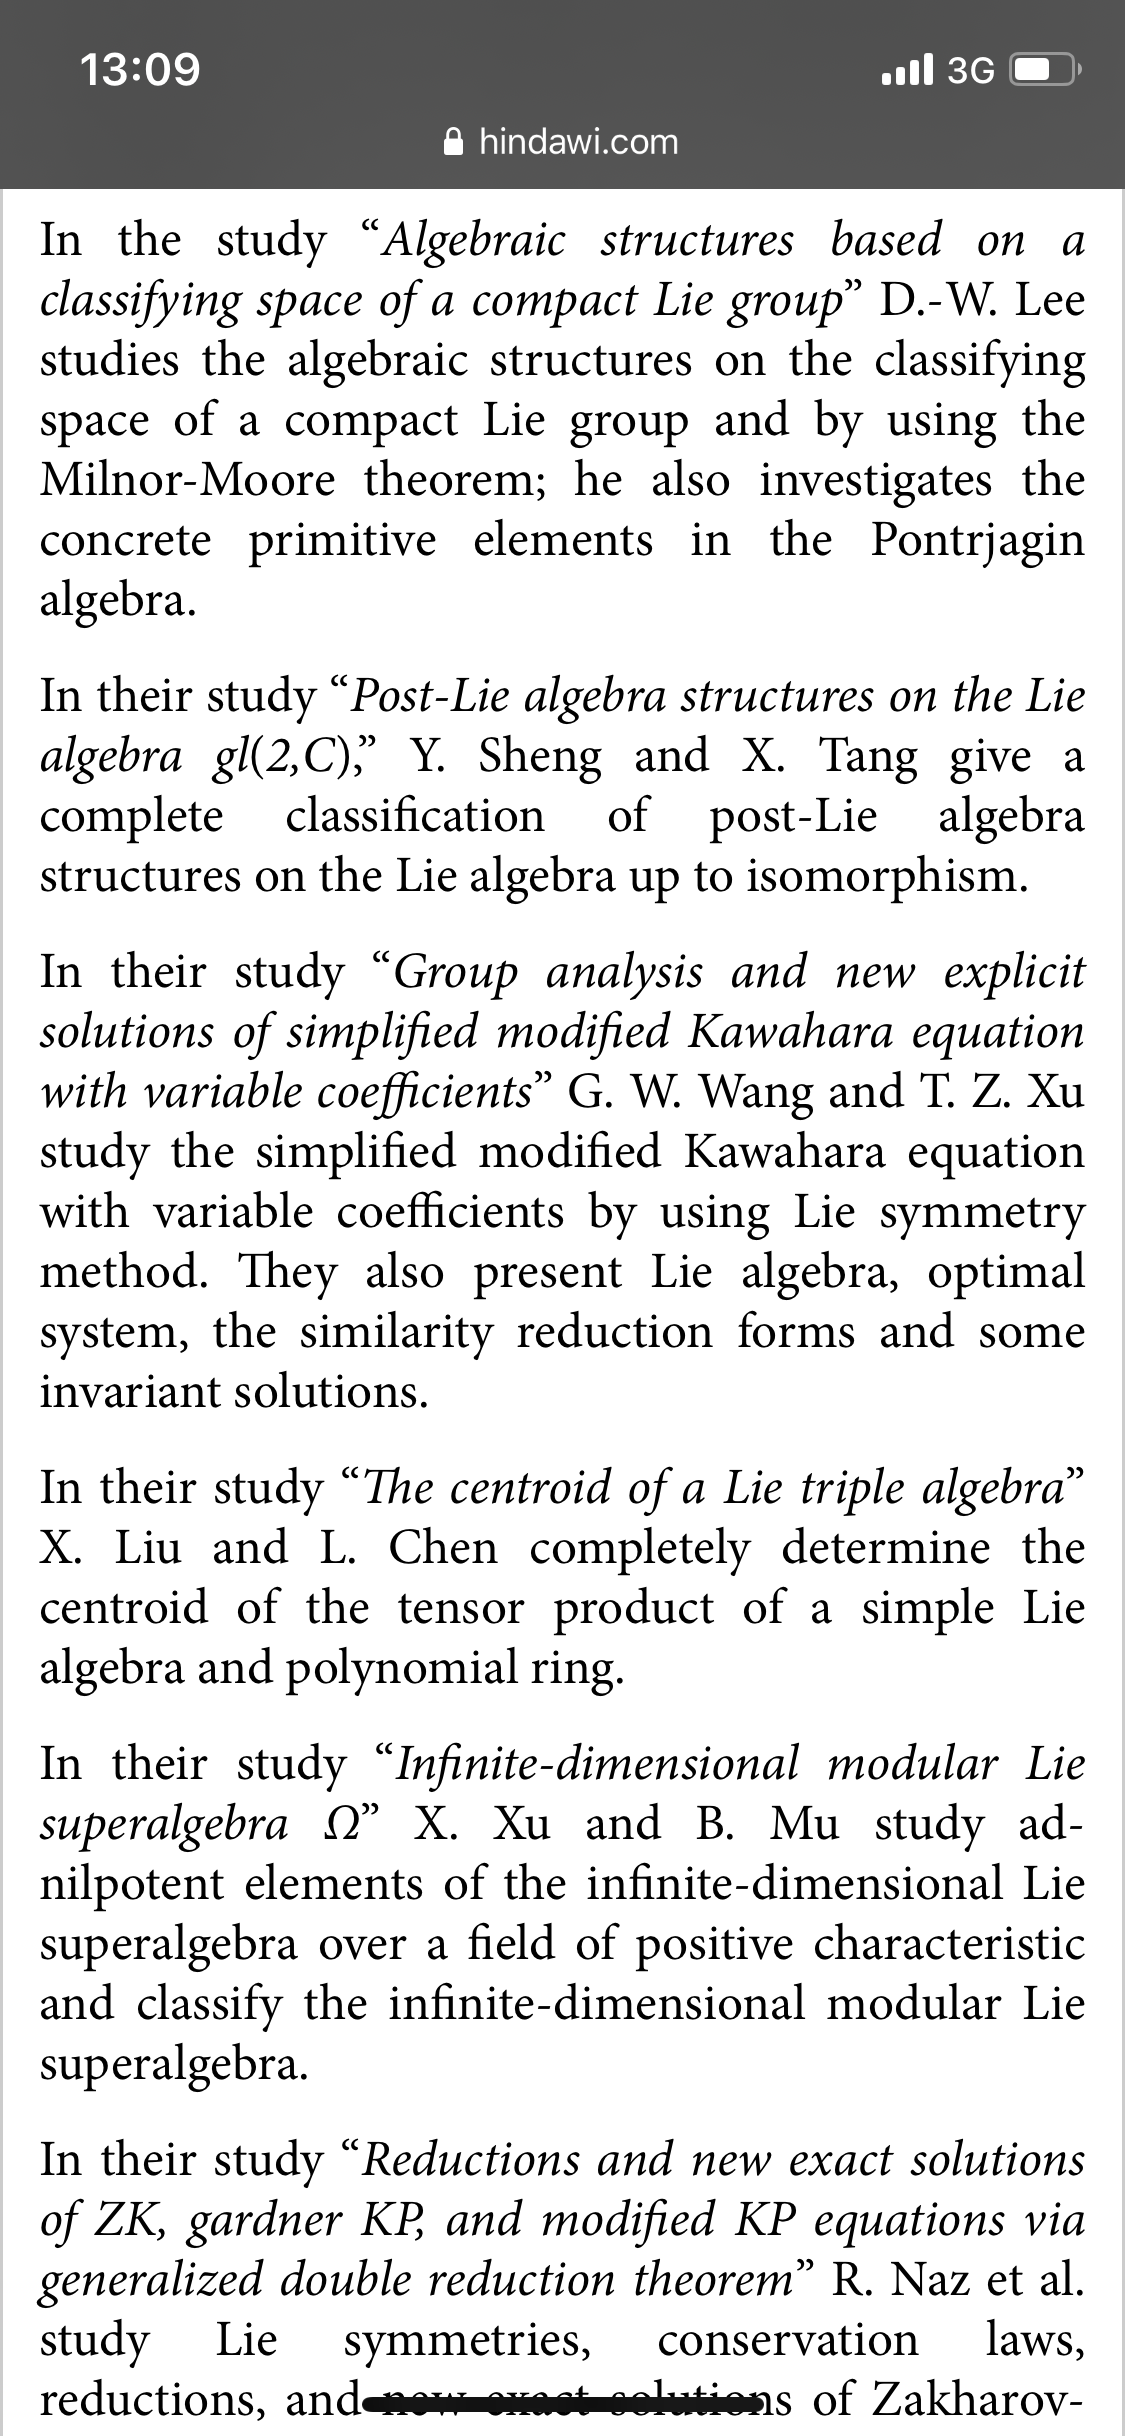 13:09
3G
hindawi.com
In the study “Algebraic structures based on a
classifying space of a compact Lie group” D.-W. Lee
studies the algebraic structures on the classifying
space of a compact Lie group and by using the
Milnor-Moore theorem; he also investigates the
concrete primitive elements in the Pontrjagin
algebra.
In their study “Post-Lie algebra structures on the Lie
algebra gl(2,C),” Y. Sheng and X. Tang give a
complete classification of post-Lie algebra
structures on the Lie algebra up to isomorphism.
In their study “Group analysis and new explicit
solutions of simplified modified Kawahara equation
with variable coefficients” G. W. Wang and T. Z. Xu
study the simplified modified Kawahara equation
with variable coefficients by using Lie symmetry
method. They also present Lie algebra, optimal
system, the similarity reduction forms and some
invariant solutions.
In their study “The centroid of a Lie triple algebra”
X. Liu and L. Chen completely determine the
centroid of the tensor product of a simple Lie
algebra and polynomial ring.
In their study “Infinite-dimensional modular Lie
superalgebra Ω” X. Xu and B. Mu study ad-
nilpotent elements of the infinite-dimensional Lie
superalgebra over a field of positive characteristic
and classify the infinite-dimensional modular Lie
superalgebra.
In their study “Reductions and new exact solutions
of ZK, gardner KP, and modified KP equations via
generalized double reduction theorem” R. Naz et al.
study Lie symmetries, conservation laws,
reductions, and new exact solutions of Zakharov-